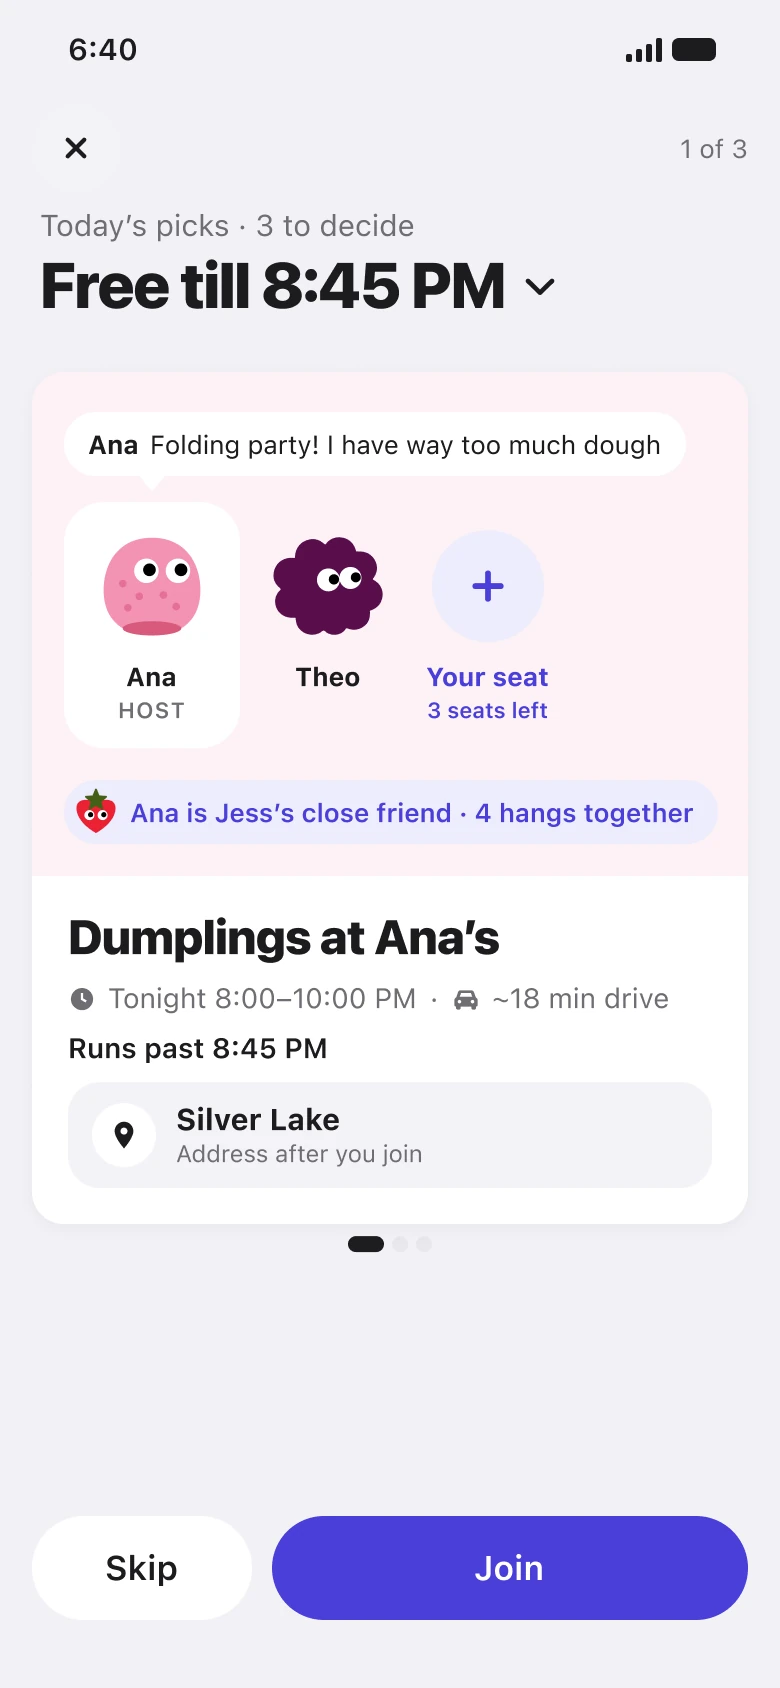 6:40
1 of 3
Today’s picks · 3 to decide
Free till 8:45 PM
Ana Folding party! I have way too much dough
Ana
HOST
Theo
Your seat
3 seats left
Ana is Jess’s close friend · 4 hangs together
Dumplings at Ana’s
Tonight 8:00–10:00 PM · ~18 min drive
Runs past 8:45 PM
Silver Lake
Address after you join
Skip
Join